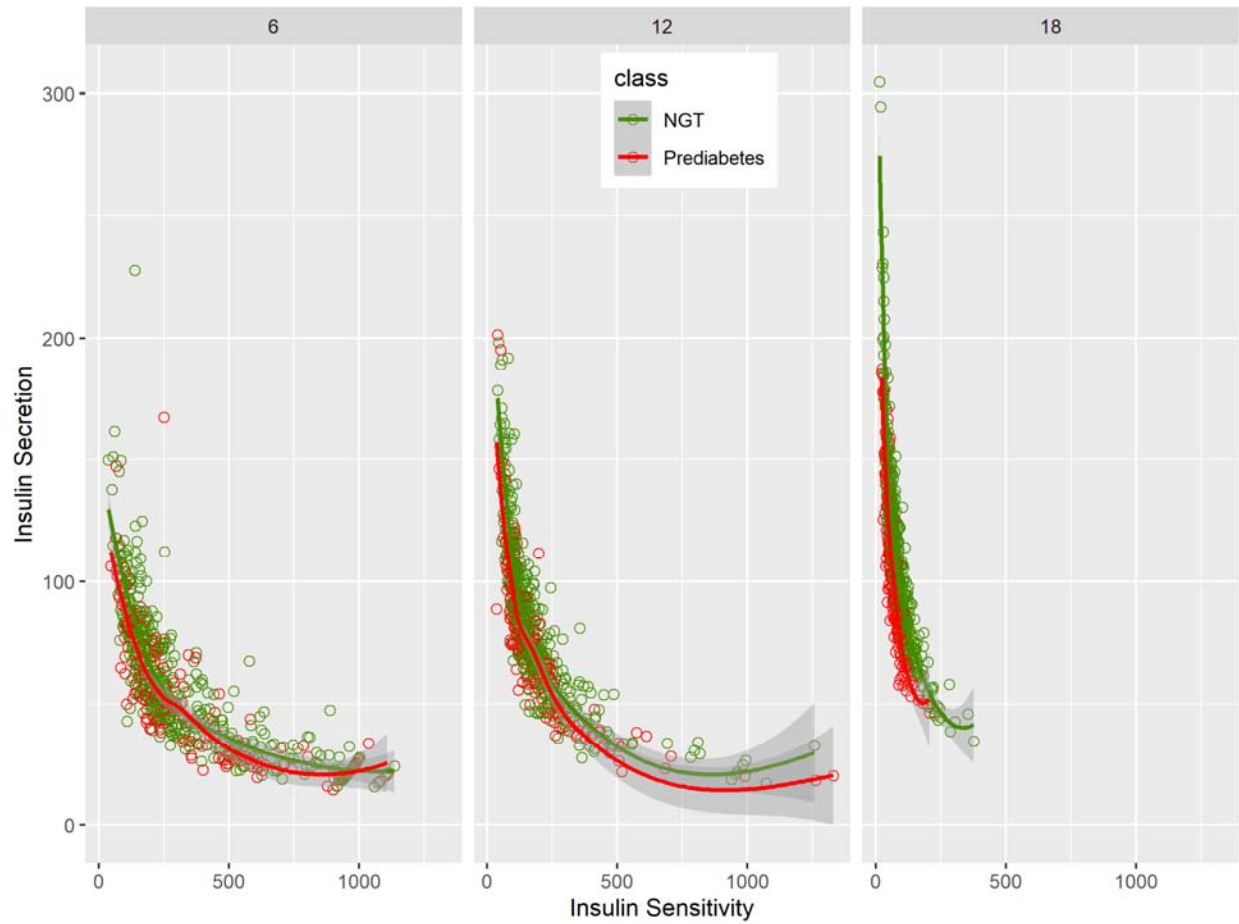 6 12 18
class
NGT
Prediabetes
300
200
100
0
Insulin Secretion
0 500 1000 0 500 1000 0 500 1000
Insulin Sensitivity